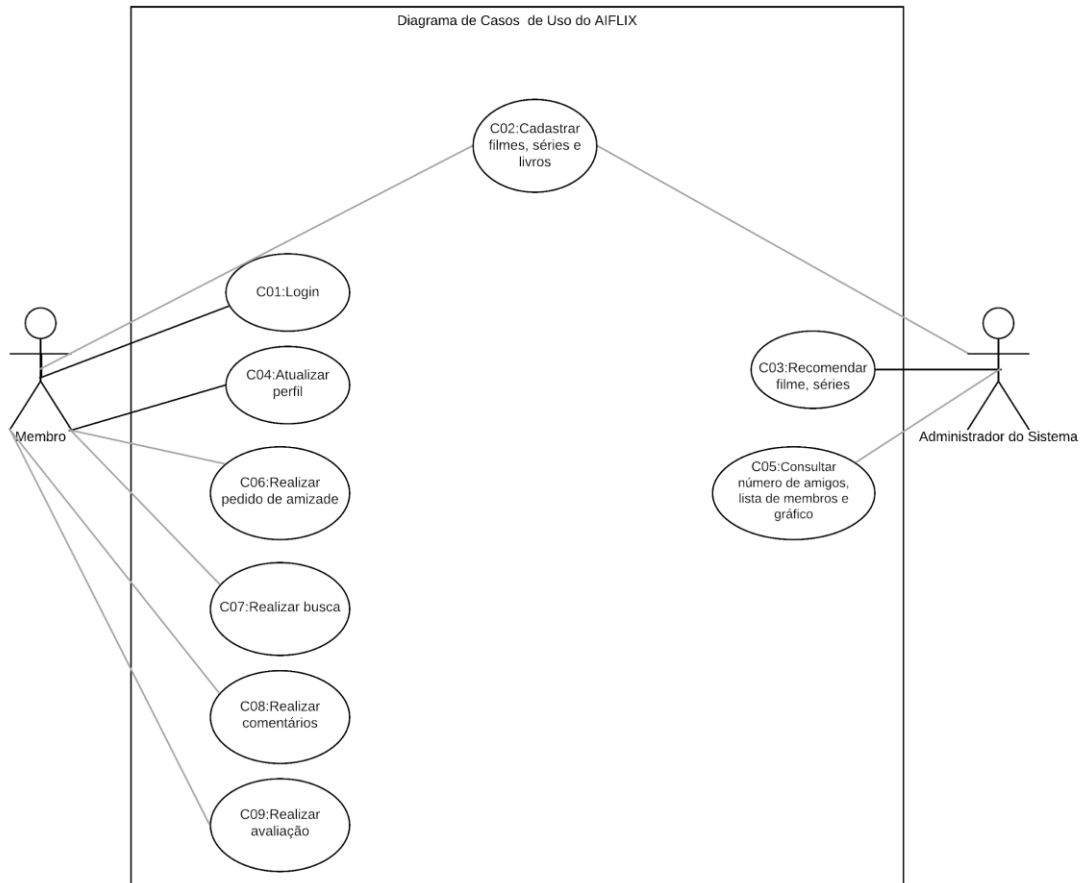 Diagrama de Casos de Uso do AIFLIX
C02:Cadastrar
filmes, séries e
livros
C01:Login
C04:Atualizar
perfil
C03:Recomendar
filme, séries
Membro
Administrador do Sistema
C06:Realizar
pedido de amizade
C05:Consultar
número de amigos,
lista de membros e
gráfico
C07:Realizar busca
C08:Realizar
comentários
C09:Realizar
avaliação